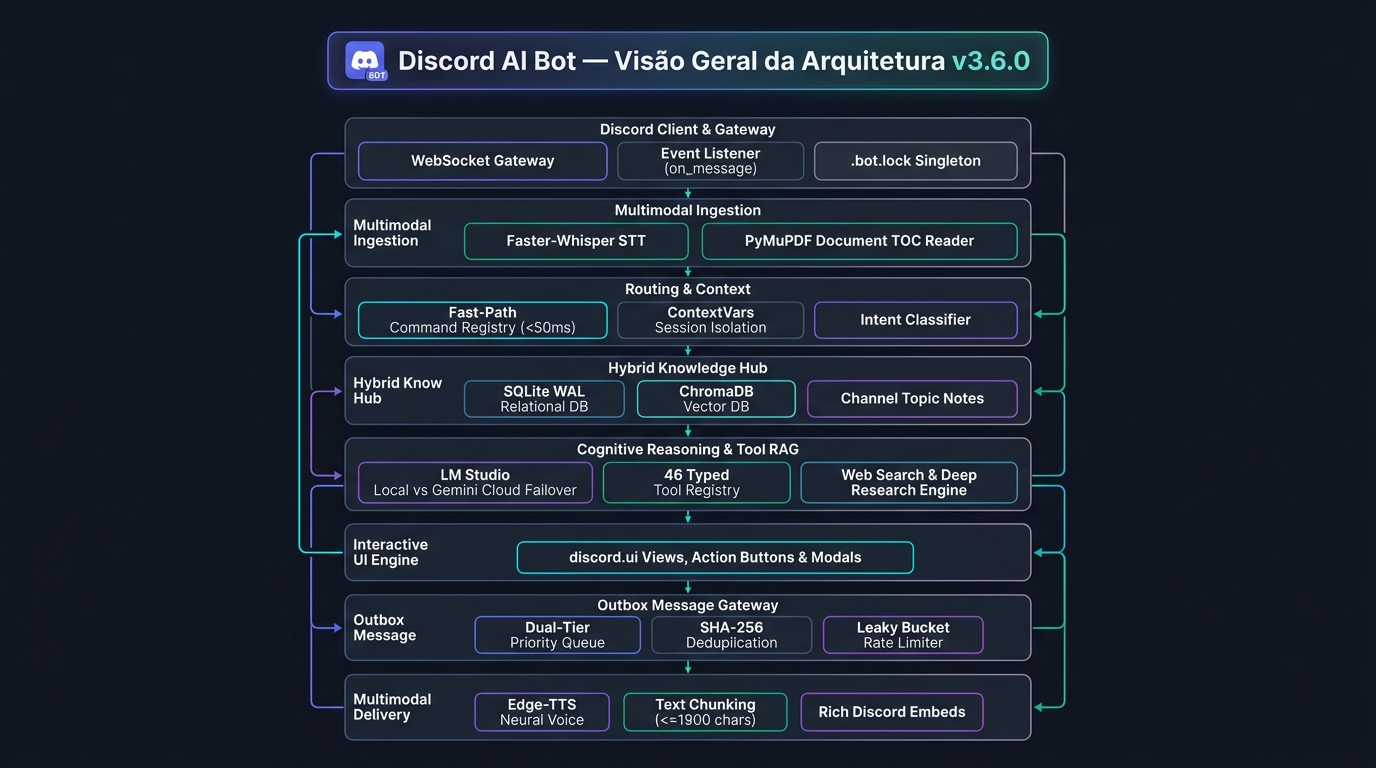 BOT
Discord AI Bot — Visão Geral da Arquitetura v3.6.0
Discord Client & Gateway
WebSocket Gateway
Event Listener
(on_message)
.bot.lock Singleton
Multimodal Ingestion
Multimodal
Ingestion
Faster-Whisper STT
PyMuPDF Document TOC Reader
Routing & Context
Fast-Path
Command Registry (<50ms)
ContextVars
Session Isolation
Intent Classifier
Hybrid Knowledge Hub
Hybrid Know
Hub
SQLite WAL
Relational DB
ChromaDB
Vector DB
Channel Topic Notes
Cognitive Reasoning & Tool RAG
LM Studio
Local vs Gemini Cloud Failover
46 Typed
Tool Registry
Web Search & Deep
Research Engine
Interactive
UI Engine
discord.ui Views, Action Buttons & Modals
Outbox Message Gateway
Outbox
Message
Dual-Tier
Priority Queue
SHA-256
Dedupiication
Leaky Bucket
Rate Limiter
Multimodal
Delivery
Edge-TTS
Neural Voice
Text Chunking
(<=1900 chars)
Rich Discord Embeds